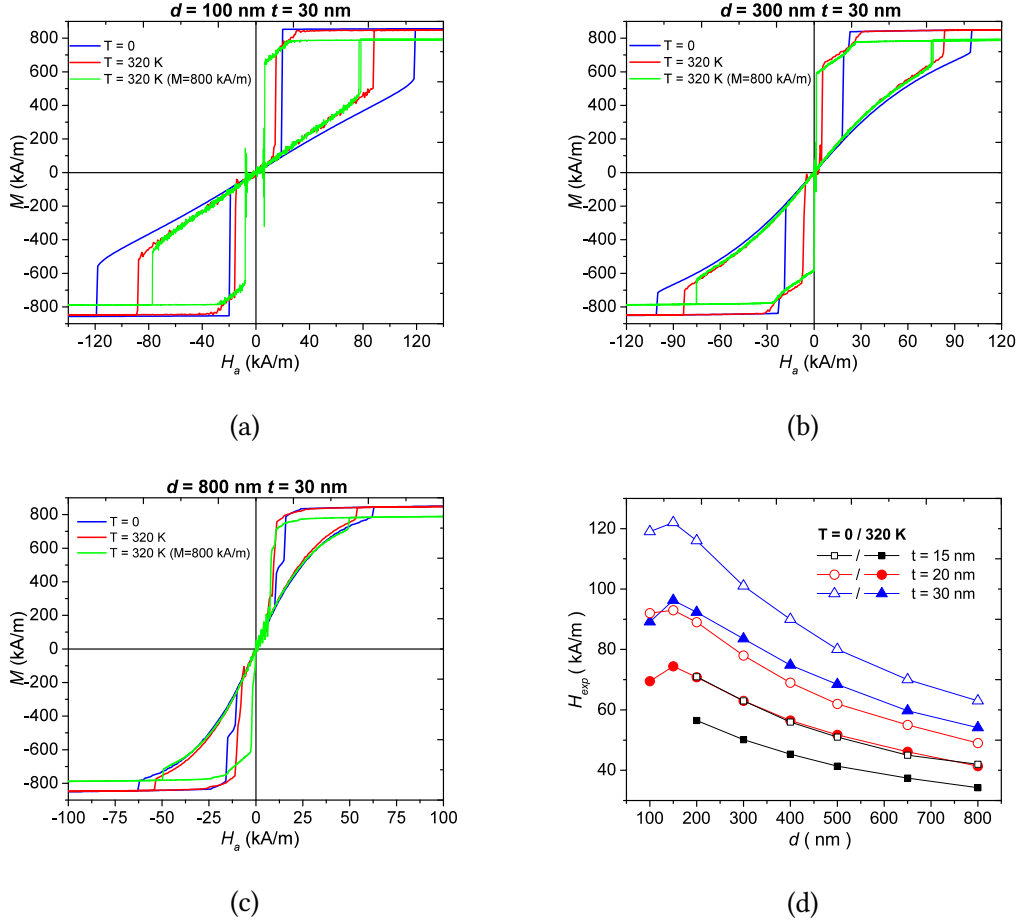 d = 100 nm t = 30 nm
T = 0
T = 320 K
T = 320 K (M=800 kA/m)
M (kA/m)
800
600
400
200
0
-200
-400
-600
-800
-120 -80 -40 0 40 80 120
H_a (kA/m)
(a)
d = 300 nm t = 30 nm
T = 0
T = 320 K
T = 320 K (M=800 kA/m)
M (kA/m)
800
600
400
200
0
-200
-400
-600
-800
-120 -90 -60 -30 0 30 60 90 120
H_a (kA/m)
(b)
d = 800 nm t = 30 nm
T = 0
T = 320 K
T = 320 K (M=800 kA/m)
M (kA/m)
800
600
400
200
0
-200
-400
-600
-800
-100 -75 -50 -25 0 25 50 75 100
H_a (kA/m)
(c)
T = 0 / 320 K
/ t = 15 nm
/ t = 20 nm
/ t = 30 nm
H_exp ( kA/m )
120
100
80
60
40
100 200 300 400 500 600 700 800
d ( nm )
(d)